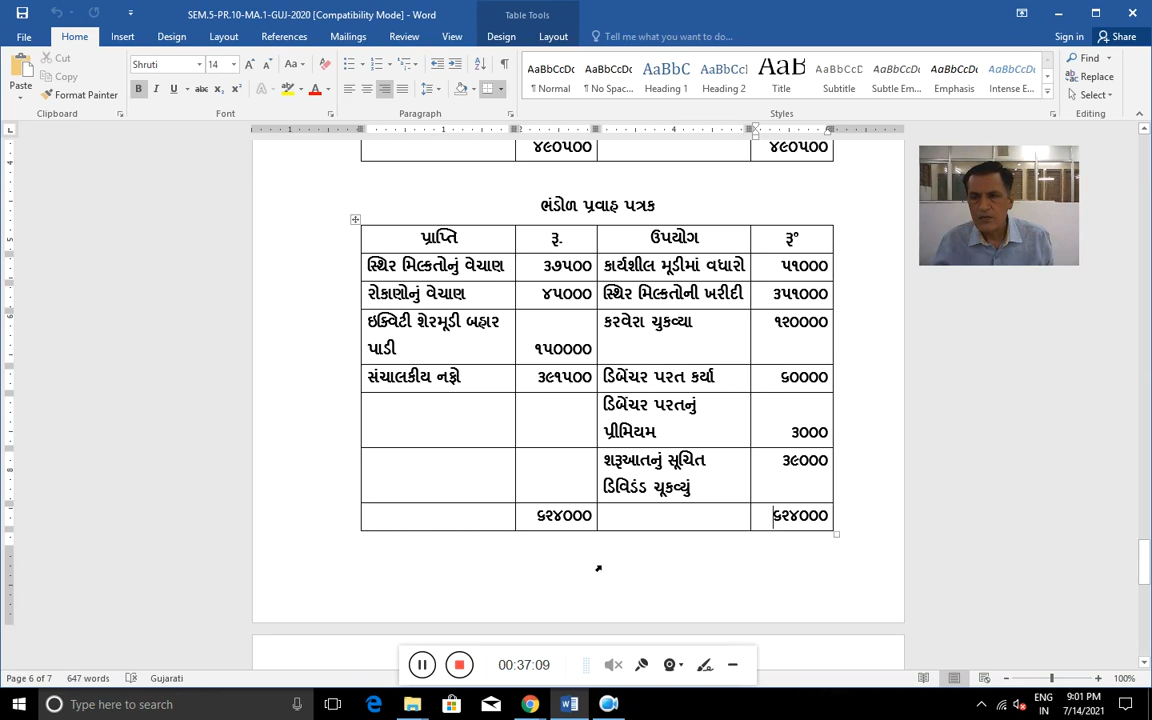 SEM.5-PR.10-MA.1-GUJ-2020 [Compatibility Mode] - Word
Table Tools
File Home Insert Design Layout References Mailings Review View Design Layout Tell me what you want to do... Sign in Share
Cut
Copy
Format Painter
Paste
Clipboard
Shruti 14
Font
Paragraph
AaBbCcDc AaBbCcDc AaBbC AaBbCcl AaB AaBbCcD AaBbCcDt AaBbCcDt AaBbCcDt
¶ Normal ¶ No Spac... Heading 1 Heading 2 Title Subtitle Subtle Em... Emphasis Intense E...
Styles
Find
Replace
Select
Editing
૪૯૦૫૦૦ ૪૯૦૫૦૦
ભંડોળ પ્રવાહ પત્રક
પ્રાપ્તિ રૂ. ઉપયોગ રૂ°
સ્થિર મિલ્કતોનું વેચાણ ૩૭૫૦૦ કાર્યશીલ મૂડીમાં વધારો ૫૧૦૦૦
રોકાણોનું વેચાણ ૪૫૦૦૦ સ્થિર મિલ્કતોની ખરીદી ૩૫૧૦૦૦
ઇક્વિટી શેરમૂડી બહાર કરવેરા ચુકવ્યા ૧૨૦૦૦૦
પાડી ૧૫૦૦૦૦
સંચાલકીય નફો ૩૯૧૫૦૦ ડિબેંચર પરત કર્યા ૬૦૦૦૦
ડિબેંચર પરતનું
પ્રીમિયમ ૩૦૦૦
શરૂઆતનું સૂચિત ૩૯૦૦૦
ડિવિડંડ ચૂકવ્યું
૬૨૪૦૦૦ ૬૨૪૦૦૦
00:37:09
Page 6 of 7 647 words Gujarati 100%
Type here to search
ENG
IN
9:01 PM
7/14/2021